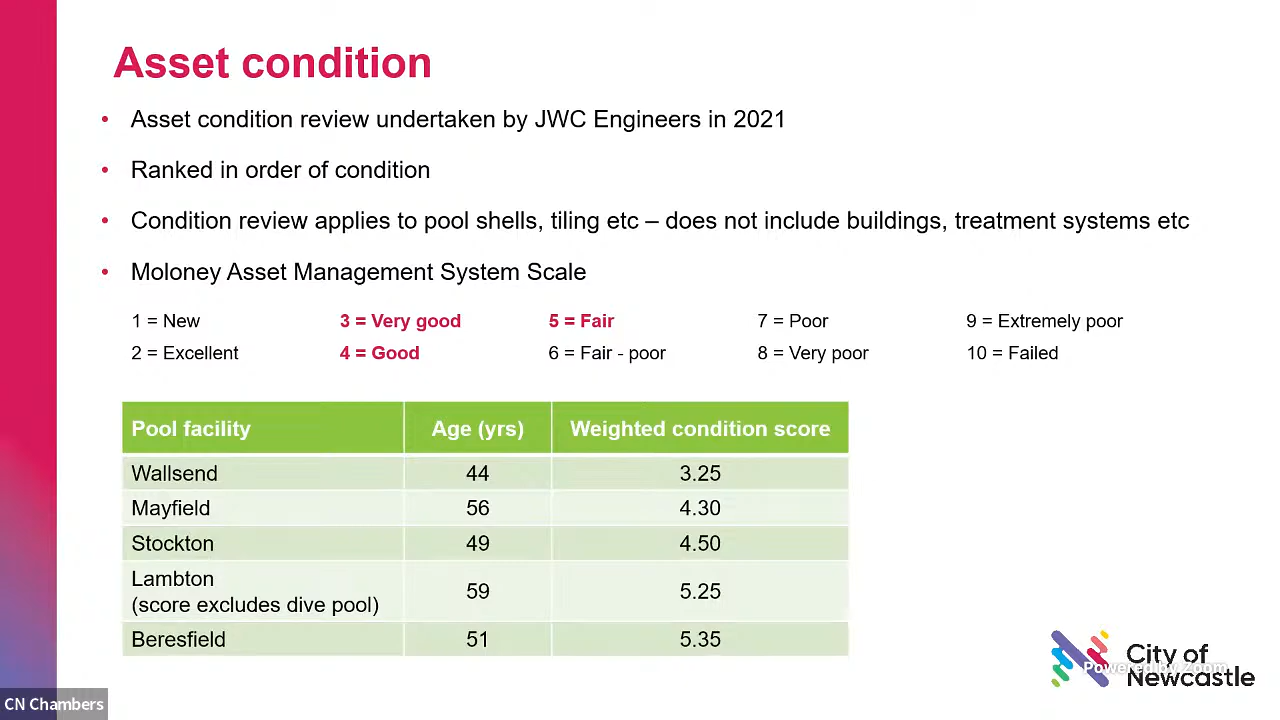 Asset condition
• Asset condition review undertaken by JWC Engineers in 2021
• Ranked in order of condition
• Condition review applies to pool shells, tiling etc – does not include buildings, treatment systems etc
• Moloney Asset Management System Scale
1 = New 3 = Very good 5 = Fair 7 = Poor 9 = Extremely poor
2 = Excellent 4 = Good 6 = Fair - poor 8 = Very poor 10 = Failed
Pool facility Age (yrs) Weighted condition score
Wallsend 44 3.25
Mayfield 56 4.30
Stockton 49 4.50
Lambton
(score excludes dive pool) 59 5.25
Beresfield 51 5.35
City of
Newcastle
Powered by Zoom
CN Chambers